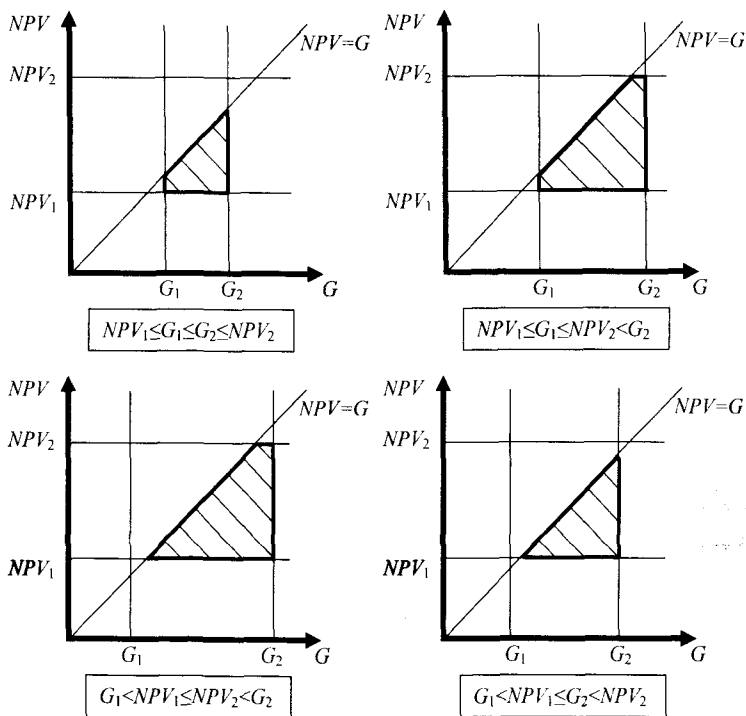 NPV
NPV=G
NPV₂
NPV₁
G₁ G₂ G
NPV₁≤G₁≤G₂≤NPV₂
NPV
NPV=G
NPV₂
NPV₁
G₁ G₂ G
NPV₁≤G₁≤NPV₂<G₂
NPV
NPV=G
NPV₂
NPV₁
G₁ G₂ G
G₁<NPV₁≤NPV₂<G₂
NPV
NPV=G
NPV₂
NPV₁
G₁ G₂ G
G₁<NPV₁≤G₂<NPV₂